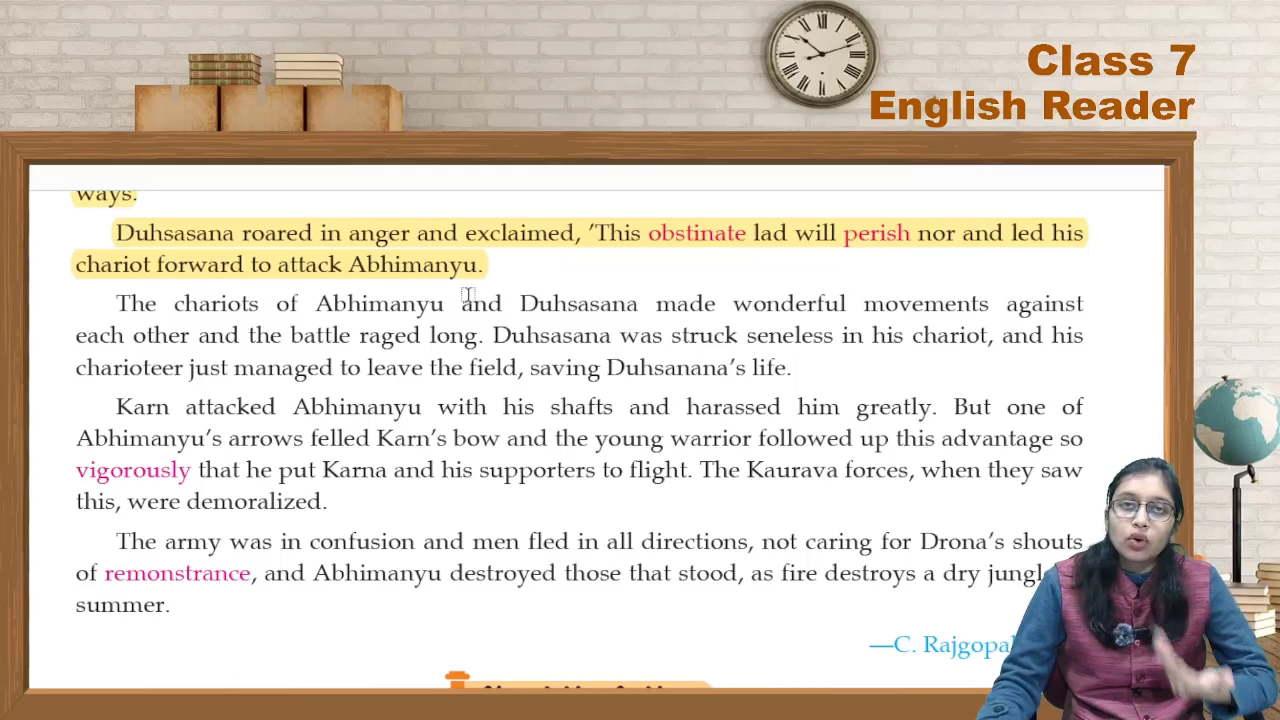 Class 7
English Reader
ways.
Duhsasana roared in anger and exclaimed, ’This obstinate lad will perish nor and led his
chariot forward to attack Abhimanyu.
The chariots of Abhimanyu and Duhsasana made wonderful movements against
each other and the battle raged long. Duhsasana was struck seneless in his chariot, and his
charioteer just managed to leave the field, saving Duhsanana’s life.
Karn attacked Abhimanyu with his shafts and harassed him greatly. But one of
Abhimanyu’s arrows felled Karn’s bow and the young warrior followed up this advantage so
vigorously that he put Karna and his supporters to flight. The Kaurava forces, when they saw
this, were demoralized.
The army was in confusion and men fled in all directions, not caring for Drona’s shouts
of remonstrance, and Abhimanyu destroyed those that stood, as fire destroys a dry jungle
summer.
—C. Rajgopal